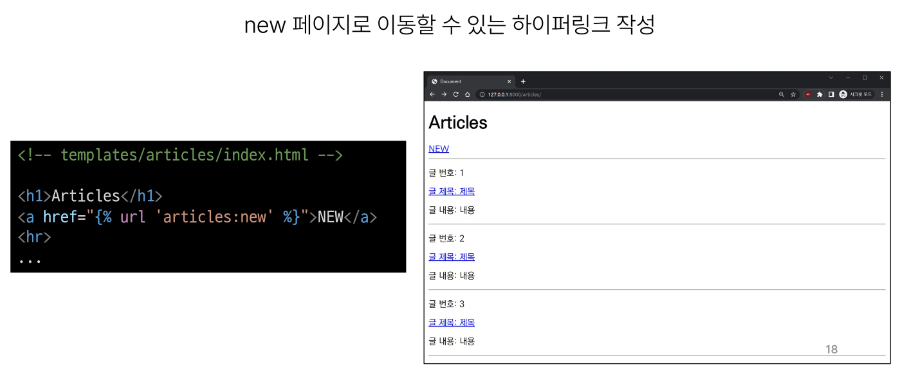 new 페이지로 이동할 수 있는 하이퍼링크 작성
<!-- templates/articles/index.html -->
<h1>Articles</h1>
<a href="{% url 'articles:new' %}">NEW</a>
<hr>
...
Document
127.0.0.1:8000/articles/
Articles
NEW
글 번호: 1
글 제목: 제목
글 내용: 내용
글 번호: 2
글 제목: 제목
글 내용: 내용
글 번호: 3
글 제목: 제목
글 내용: 내용
18